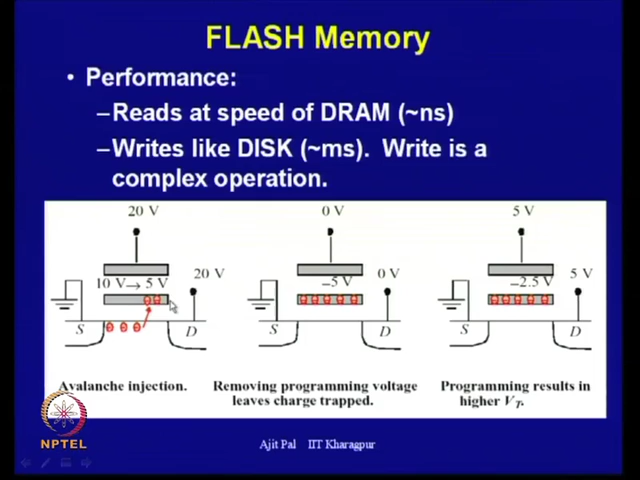 FLASH Memory
• Performance:
–Reads at speed of DRAM (~ns)
–Writes like DISK (~ms). Write is a
complex operation.
20 V
0 V
5 V
10 V→ 5 V
20 V
–5 V
0 V
–2.5 V
5 V
S
D
S
D
S
D
Avalanche injection.
Removing programming voltage
leaves charge trapped.
Programming results in
higher VT.
NPTEL
Ajit Pal IIT Kharagpur